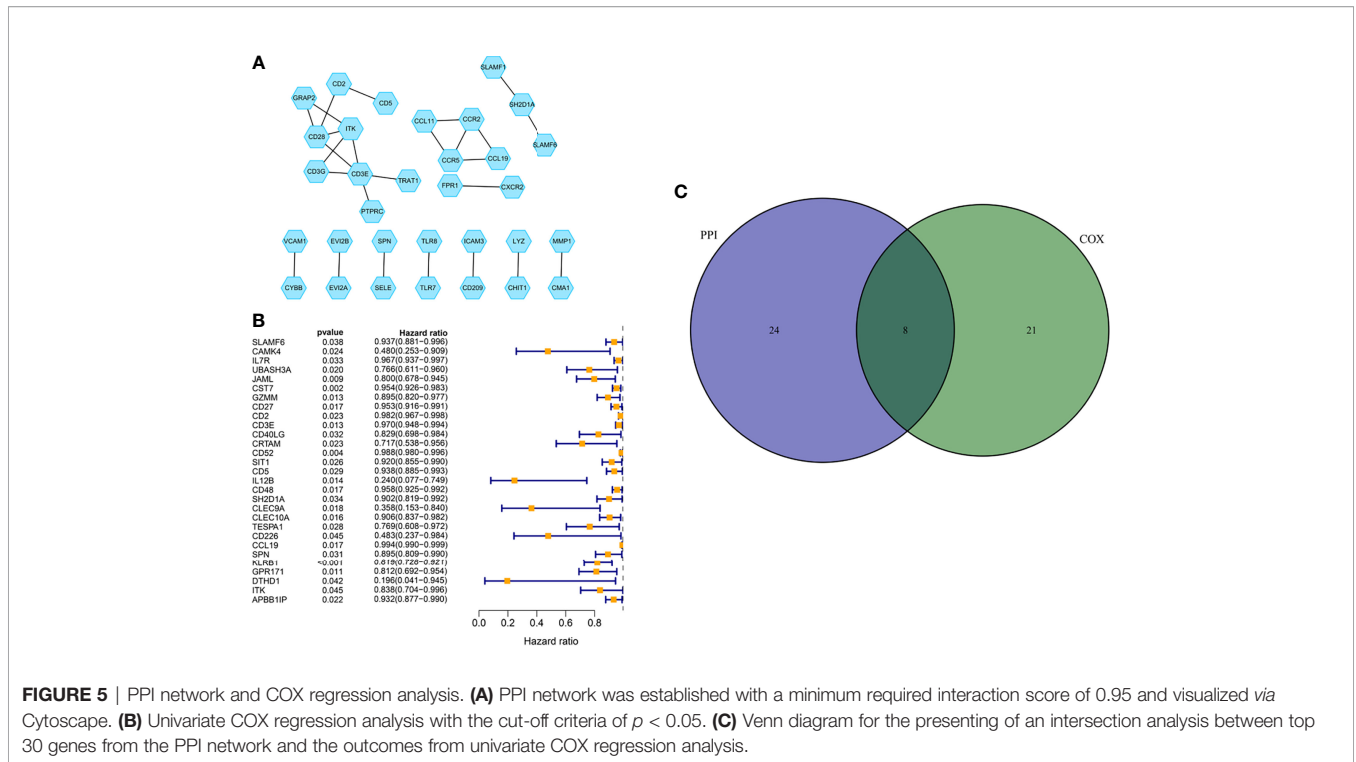 A
SLAMF1
CD2
GRAP2
CD5
SH2D1A
CCL11
CCR2
ITK
CD28
SLAMF6
CCR5
CCL19
CD3G
CD3E
TRAT1
FPR1
CXCR2
PTPRC
VCAM1
EVI2B
SPN
TLR8
ICAM3
LYZ
MMP1
CYBB
EVI2A
SELE
TLR7
CD209
CHIT1
CMA1
B
pvalue Hazard ratio
SLAMF6 0.038 0.937(0.881−0.996)
CAMK4 0.024 0.480(0.253−0.909)
IL7R 0.033 0.967(0.937−0.997)
UBASH3A 0.020 0.766(0.611−0.960)
JAML 0.009 0.800(0.678−0.945)
CST7 0.002 0.954(0.926−0.983)
GZMM 0.013 0.895(0.820−0.977)
CD27 0.017 0.953(0.916−0.991)
CD2 0.023 0.982(0.967−0.998)
CD3E 0.013 0.970(0.948−0.994)
CD40LG 0.032 0.829(0.698−0.984)
CRTAM 0.023 0.717(0.538−0.956)
CD52 0.004 0.988(0.980−0.996)
SIT1 0.026 0.920(0.855−0.990)
CD5 0.029 0.938(0.885−0.993)
IL12B 0.014 0.240(0.077−0.749)
CD48 0.017 0.958(0.925−0.992)
SH2D1A 0.034 0.902(0.819−0.992)
CLEC9A 0.018 0.358(0.153−0.840)
CLEC10A 0.016 0.906(0.837−0.982)
TESPA1 0.028 0.769(0.608−0.972)
CD226 0.045 0.483(0.237−0.984)
CCL19 0.017 0.994(0.990−0.999)
SPN 0.031 0.895(0.809−0.990)
KLRB1 <0.001 0.819(0.728−0.921)
GPR171 0.011 0.812(0.692−0.954)
DTHD1 0.042 0.196(0.041−0.945)
ITK 0.045 0.838(0.704−0.996)
APBB1IP 0.022 0.932(0.877−0.990)
0.0 0.2 0.4 0.6 0.8
Hazard ratio
C
PPI
COX
24
8
21
FIGURE 5 | PPI network and COX regression analysis. (A) PPI network was established with a minimum required interaction score of 0.95 and visualized via
Cytoscape. (B) Univariate COX regression analysis with the cut-off criteria of p < 0.05. (C) Venn diagram for the presenting of an intersection analysis between top
30 genes from the PPI network and the outcomes from univariate COX regression analysis.